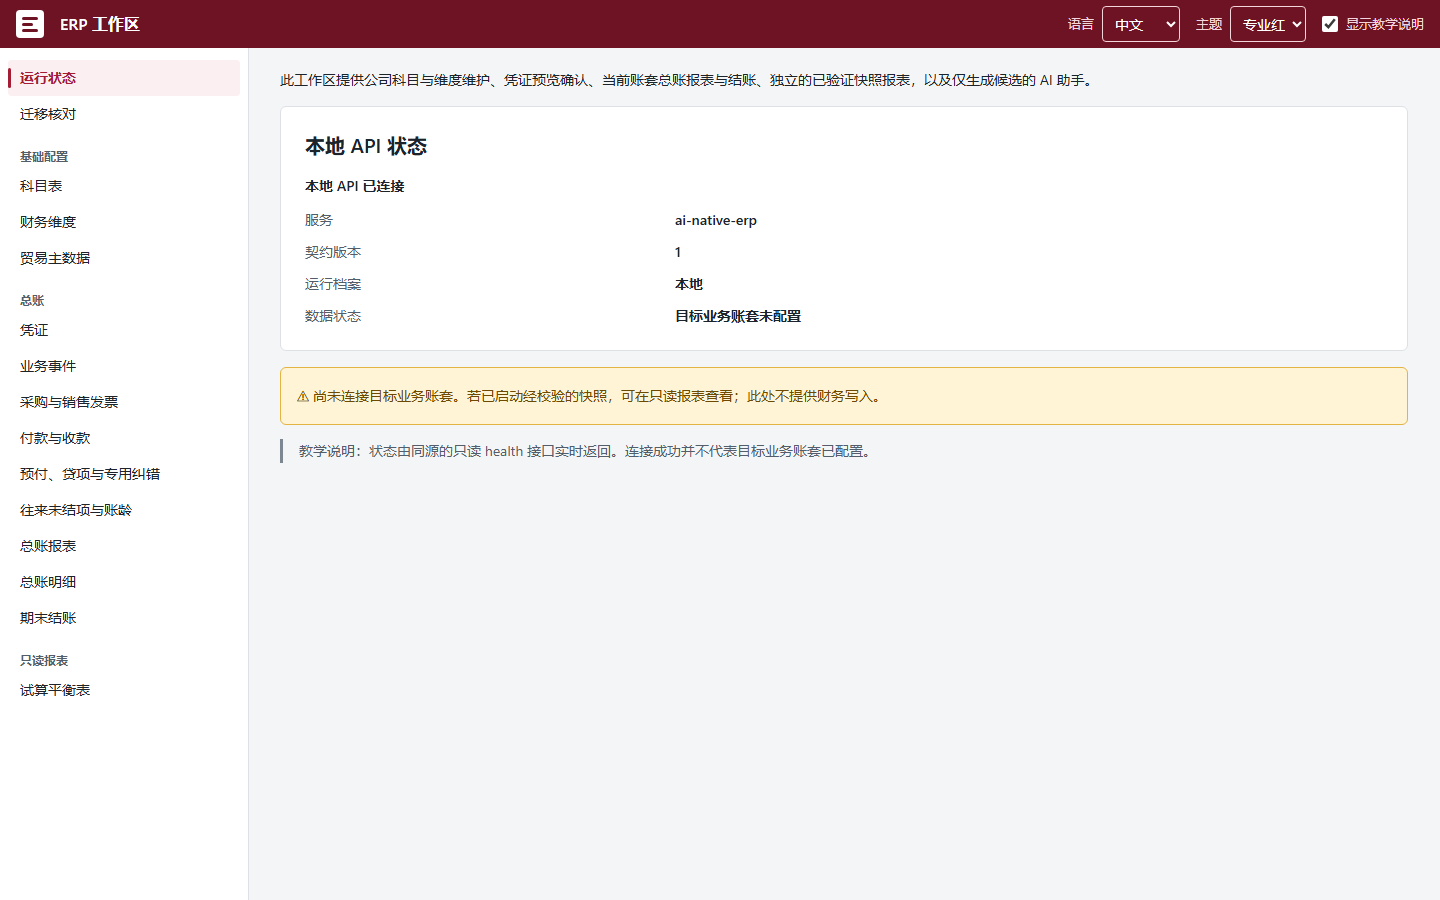 ERP 工作区
语言 中文 主题 专业红 显示教学说明
运行状态
迁移核对
基础配置
科目表
财务维度
贸易主数据
总账
凭证
业务事件
采购与销售发票
付款与收款
预付、贷项与专用纠错
往来未结项与账龄
总账报表
总账明细
期末结账
只读报表
试算平衡表
此工作区提供公司科目与维度维护、凭证预览确认、当前账套总账报表与结账、独立的已验证快照报表，以及仅生成候选的 AI 助手。
本地 API 状态
本地 API 已连接
服务 ai-native-erp
契约版本 1
运行档案 本地
数据状态 目标业务账套未配置
⚠ 尚未连接目标业务账套。若已启动经校验的快照，可在只读报表查看；此处不提供财务写入。
教学说明：状态由同源的只读 health 接口实时返回。连接成功并不代表目标业务账套已配置。